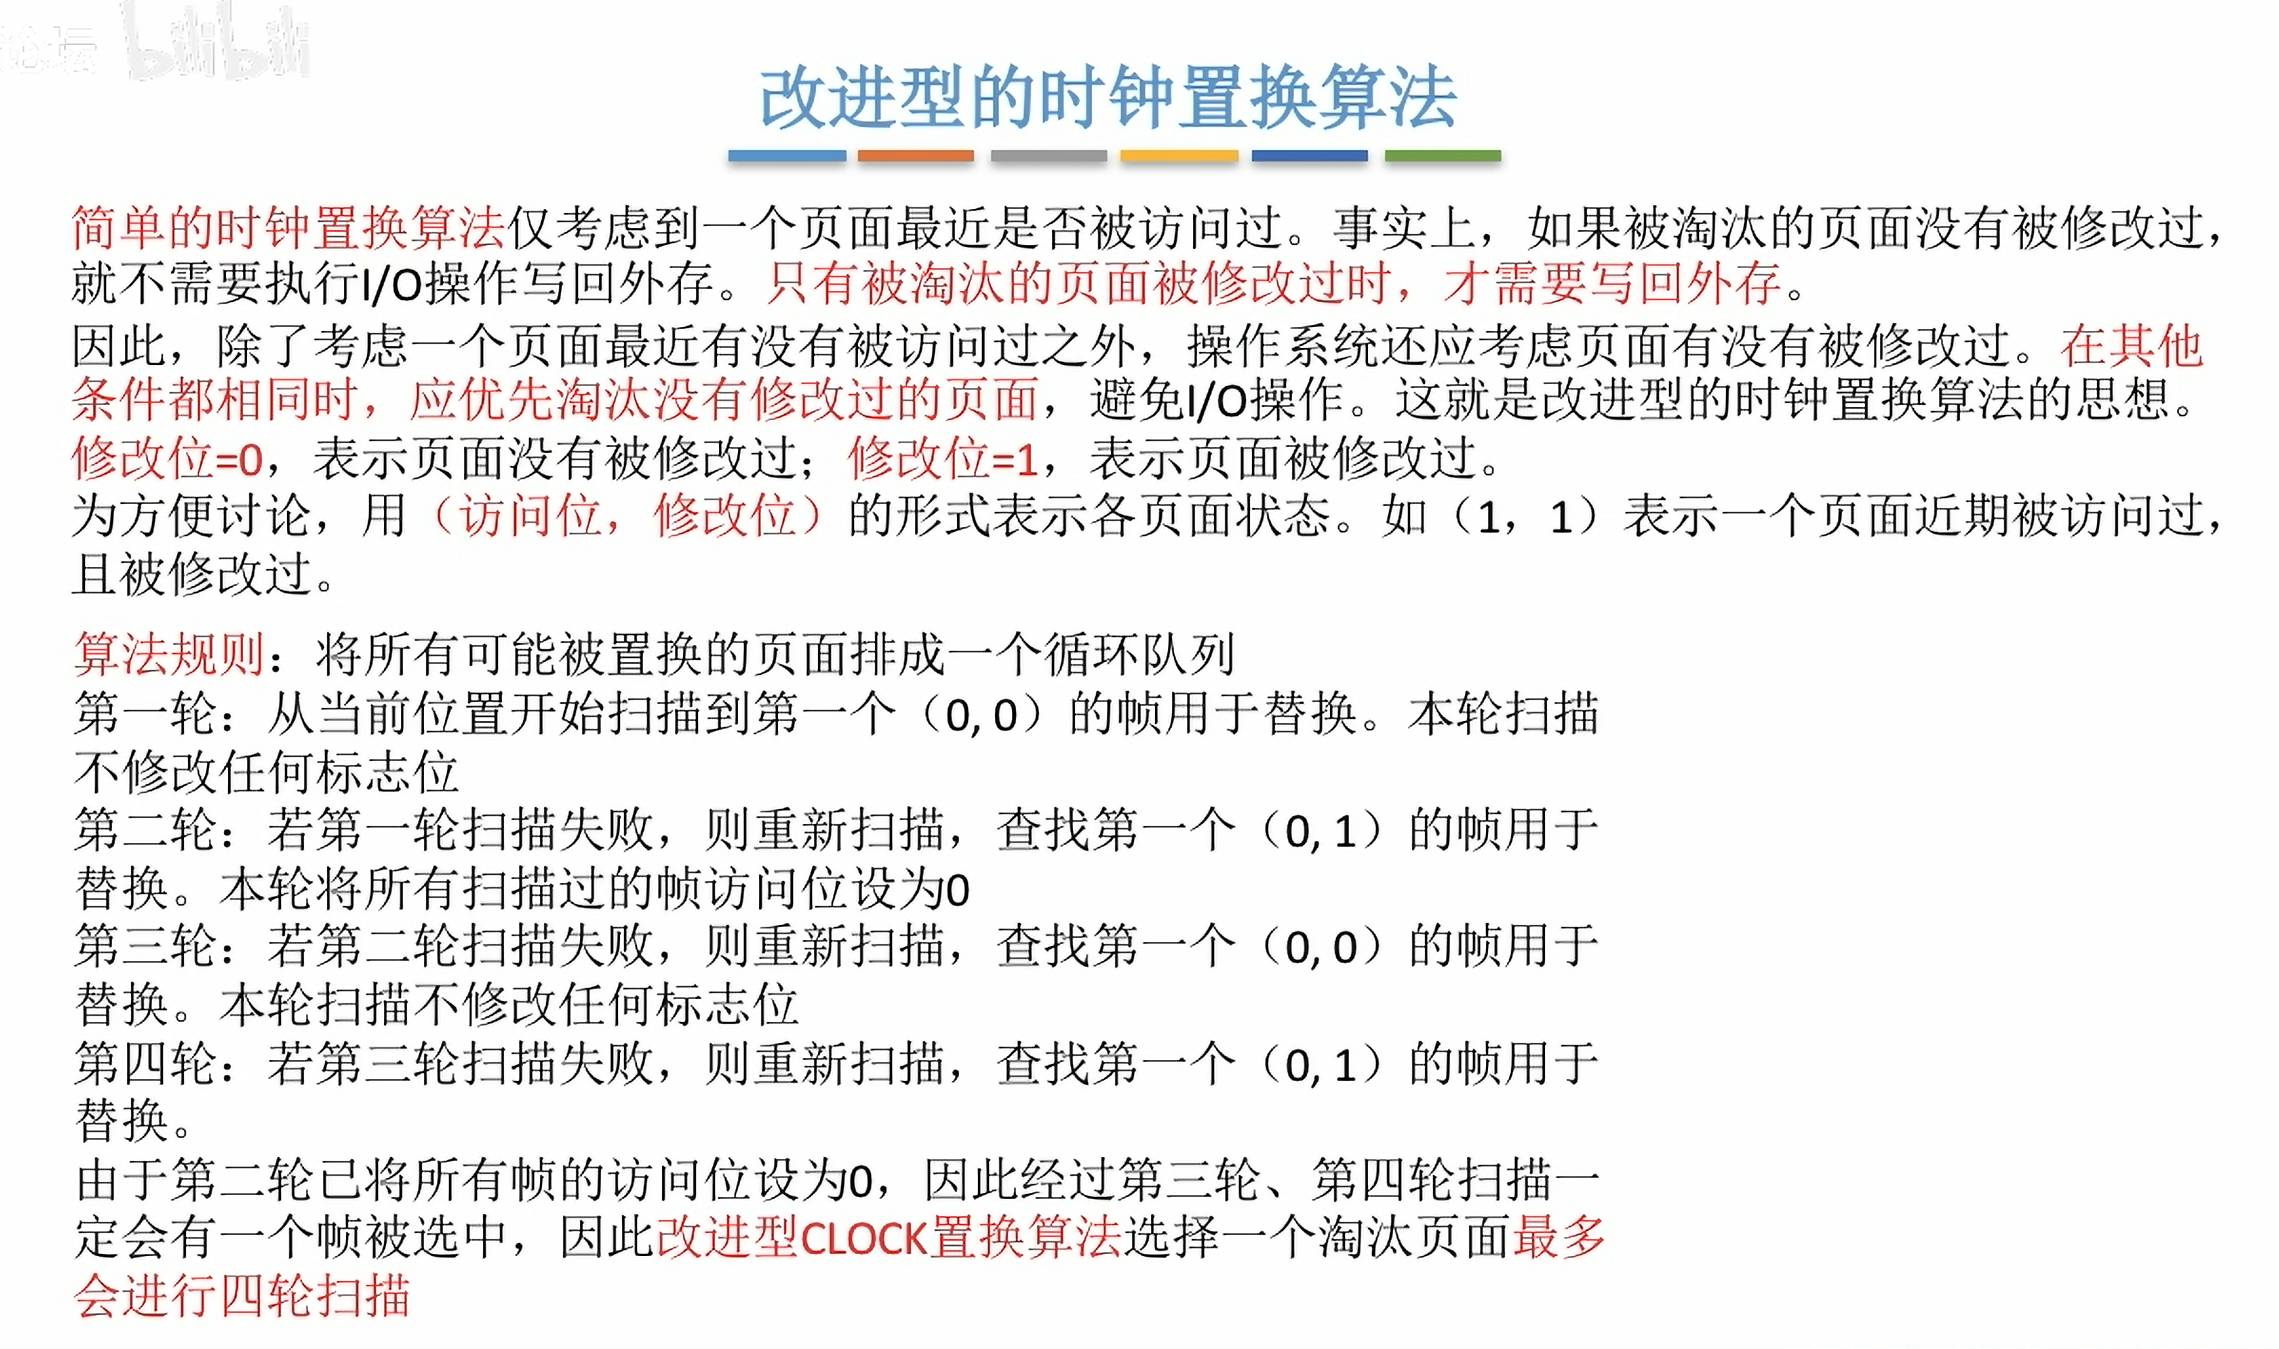 论坛 bilibili
改进型的时钟置换算法
简单的时钟置换算法仅考虑到一个页面最近是否被访问过。事实上，如果被淘汰的页面没有被修改过，
就不需要执行I/O操作写回外存。只有被淘汰的页面被修改过时，才需要写回外存。
因此，除了考虑一个页面最近有没有被访问过之外，操作系统还应考虑页面有没有被修改过。在其他
条件都相同时，应优先淘汰没有修改过的页面，避免I/O操作。这就是改进型的时钟置换算法的思想。
修改位=0，表示页面没有被修改过；修改位=1，表示页面被修改过。
为方便讨论，用（访问位，修改位）的形式表示各页面状态。如（1，1）表示一个页面近期被访问过，
且被修改过。
算法规则：将所有可能被置换的页面排成一个循环队列
第一轮：从当前位置开始扫描到第一个（0, 0）的帧用于替换。本轮扫描
不修改任何标志位
第二轮：若第一轮扫描失败，则重新扫描，查找第一个（0, 1）的帧用于
替换。本轮将所有扫描过的帧访问位设为0
第三轮：若第二轮扫描失败，则重新扫描，查找第一个（0, 0）的帧用于
替换。本轮扫描不修改任何标志位
第四轮：若第三轮扫描失败，则重新扫描，查找第一个（0, 1）的帧用于
替换。
由于第二轮已将所有帧的访问位设为0，因此经过第三轮、第四轮扫描一
定会有一个帧被选中，因此改进型CLOCK置换算法选择一个淘汰页面最多
会进行四轮扫描